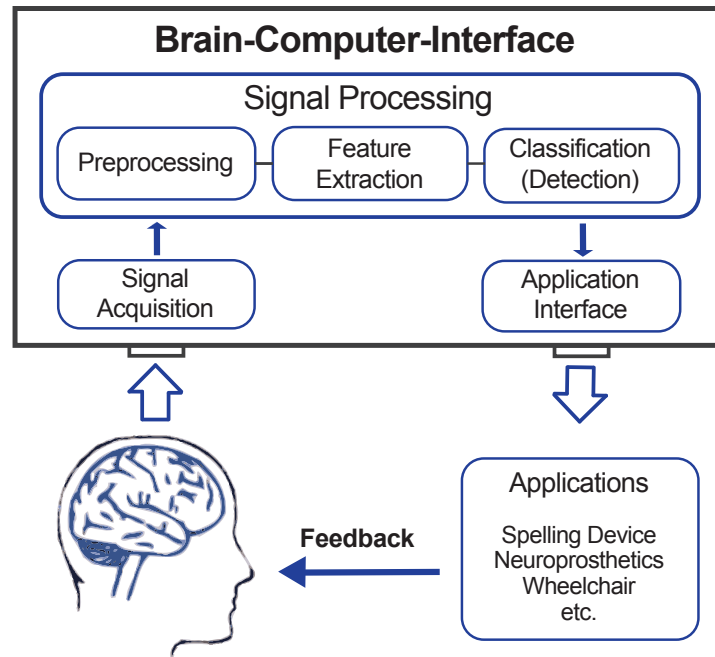 Brain-Computer-Interface
Signal Processing
Preprocessing
Feature
Extraction
Classification
(Detection)
Signal
Acquisition
Application
Interface
Applications
Spelling Device
Neuroprosthetics
Wheelchair
etc.
Feedback